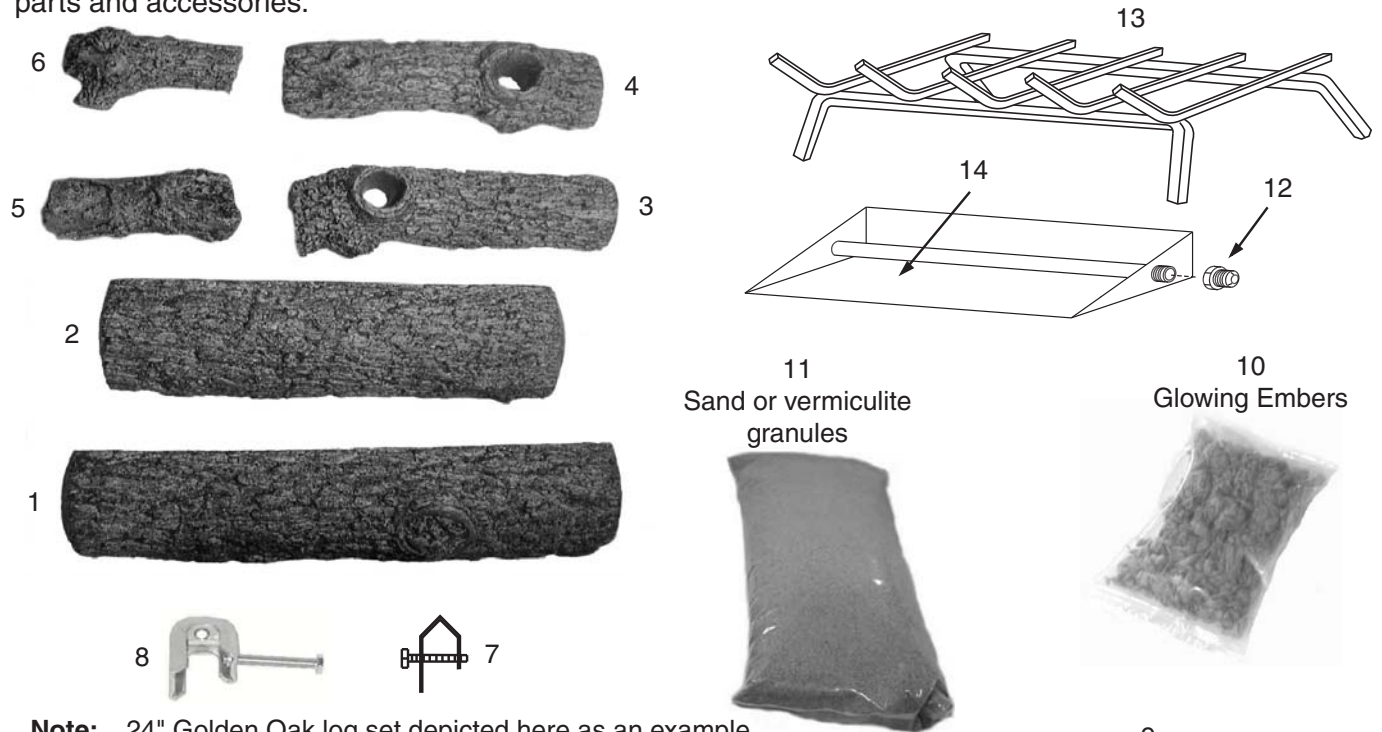 parts and accessories.
13
6
4
14
12
5
3
2
11
Sand or vermiculite
granules
10
Glowing Embers
1
8
7
Note: 24" Golden Oak log set depicted here as an example